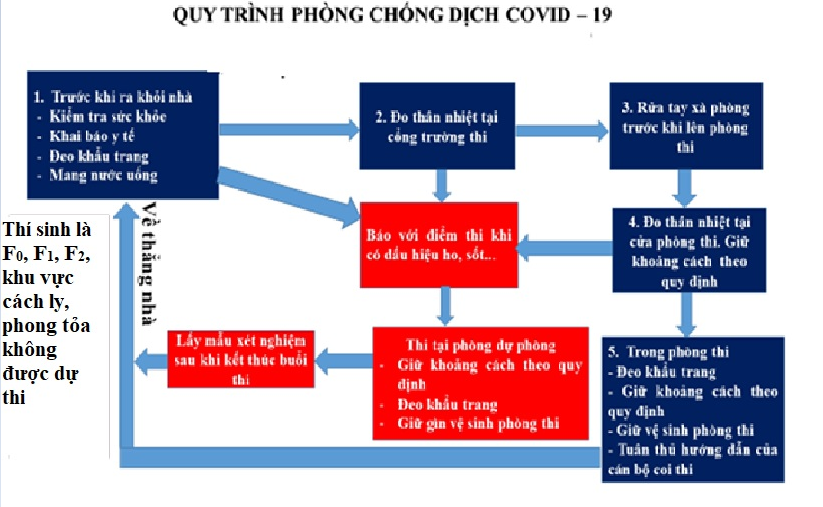 QUY TRÌNH PHÒNG CHỐNG DỊCH COVID – 19
1. Trước khi ra khỏi nhà
- Kiểm tra sức khỏe
- Khai báo y tế
- Đeo khẩu trang
- Mang nước uống
2. Đo thân nhiệt tại
cổng trường thi
3. Rửa tay xà phòng
trước khi lên phòng
thi
4. Đo thân nhiệt tại
cửa phòng thi. Giữ
khoảng cách theo
quy định
Báo với điểm thi khi
có dấu hiệu ho, sốt...
Thí sinh là
F0, F1, F2,
khu vực
cách ly,
phong tỏa
không
được dự
thi
Về thẳng nhà
Lấy mẫu xét nghiệm
sau khi kết thúc buổi
thi
Thi tại phòng dự phòng
- Giữ khoảng cách theo quy
định
- Đeo khẩu trang
- Giữ gìn vệ sinh phòng thi
5. Trong phòng thi
- Đeo khẩu trang
- Giữ khoảng cách theo
quy định
- Giữ vệ sinh phòng thi
- Tuân thủ hướng dẫn của
cán bộ coi thi